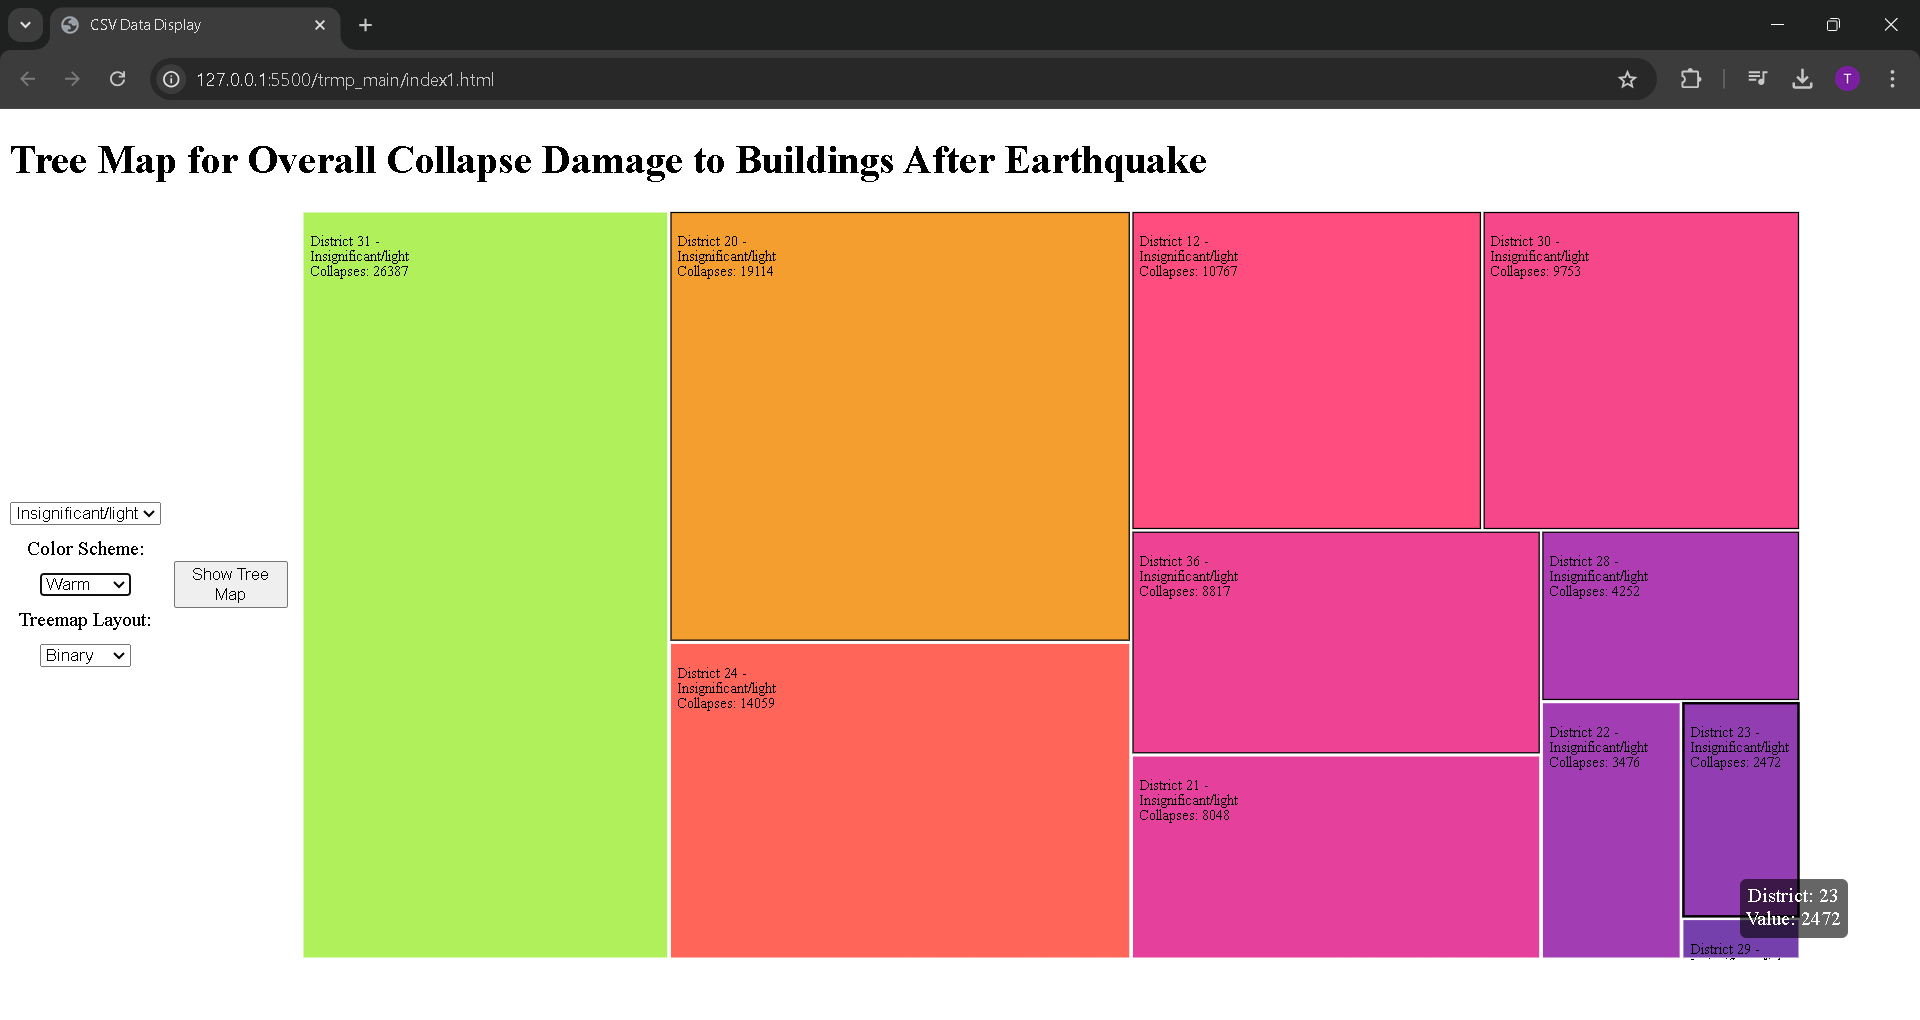 CSV Data Display
127.0.0.1:5500/trmp_main/index1.html
T
Tree Map for Overall Collapse Damage to Buildings After Earthquake
Insignificant/light
Color Scheme:
Warm
Treemap Layout:
Binary
Show Tree
Map
District 31 -
Insignificant/light
Collapses: 26387
District 20 -
Insignificant/light
Collapses: 19114
District 24 -
Insignificant/light
Collapses: 14059
District 12 -
Insignificant/light
Collapses: 10767
District 30 -
Insignificant/light
Collapses: 9753
District 36 -
Insignificant/light
Collapses: 8817
District 21 -
Insignificant/light
Collapses: 8048
District 28 -
Insignificant/light
Collapses: 4252
District 22 -
Insignificant/light
Collapses: 3476
District 23 -
Insignificant/light
Collapses: 2472
District: 23
Value: 2472
District 29 -